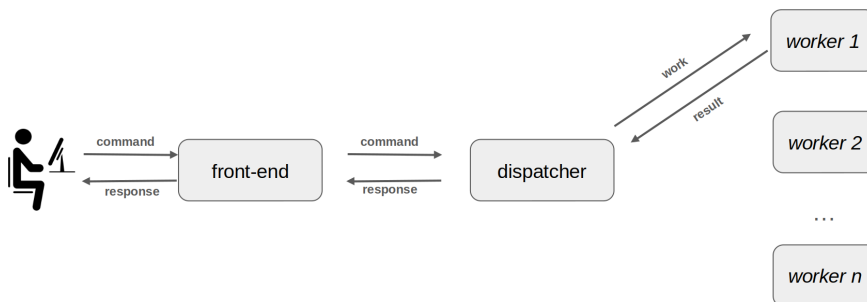 command
response
front-end
command
response
dispatcher
work
result
worker 1
worker 2
...
worker n